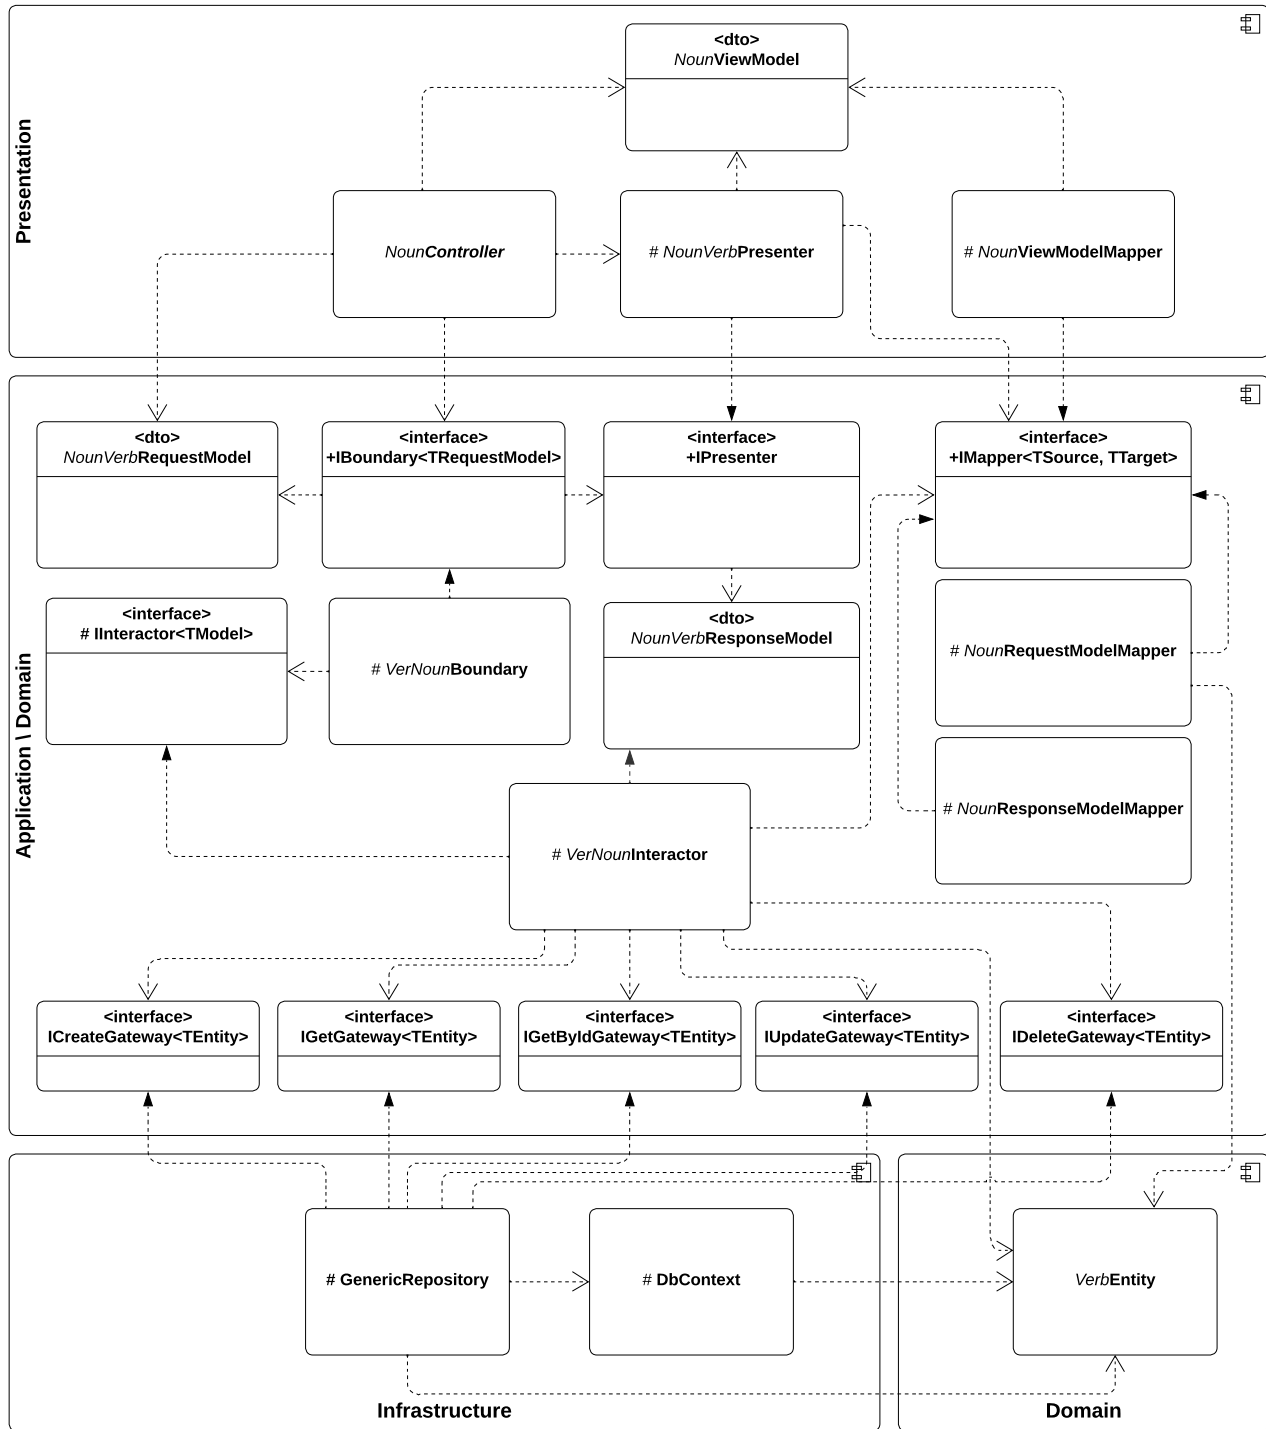 Presentation
<dto>
NounViewModel
NounController
# NounVerbPresenter
# NounViewModelMapper
Application \ Domain
<dto>
NounVerbRequestModel
<interface>
+IBoundary<TRequestModel>
<interface>
+IPresenter
<interface>
+IMapper<TSource, TTarget>
<interface>
# IInteractor<TModel>
# VerNounBoundary
<dto>
NounVerbResponseModel
# NounRequestModelMapper
# NounResponseModelMapper
# VerNounInteractor
<interface>
ICreateGateway<TEntity>
<interface>
IGetGateway<TEntity>
<interface>
IGetByIdGateway<TEntity>
<interface>
IUpdateGateway<TEntity>
<interface>
IDeleteGateway<TEntity>
# GenericRepository
# DbContext
VerbEntity
Infrastructure
Domain